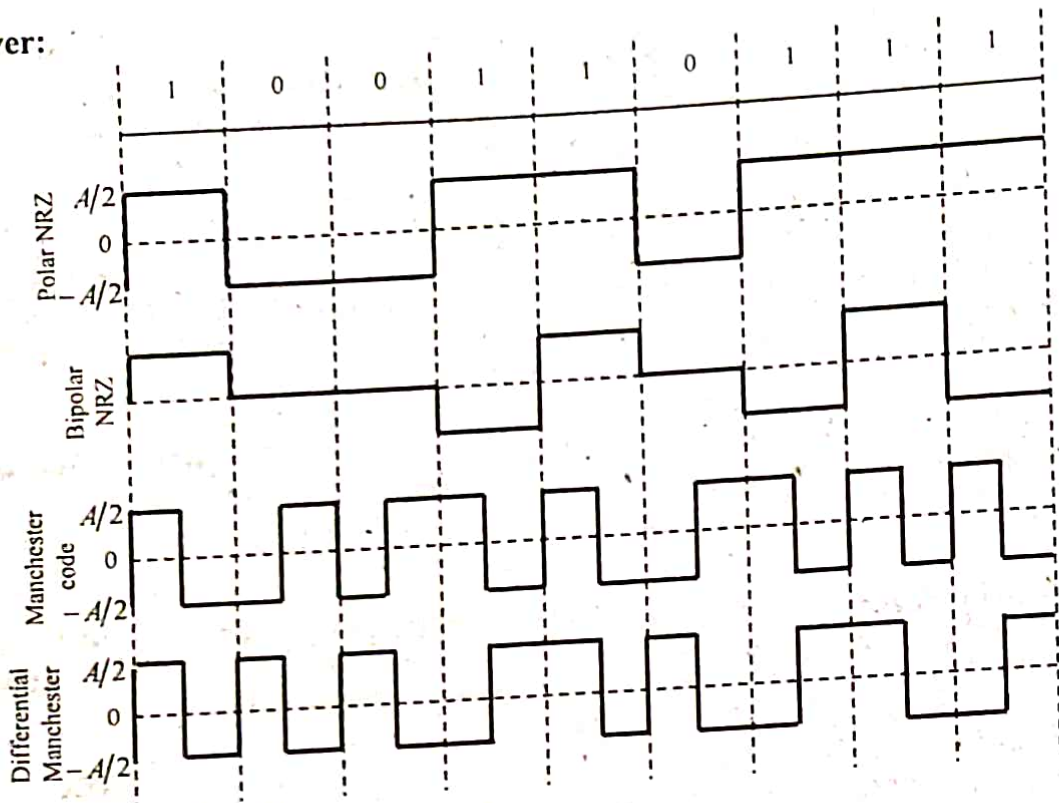 ver:
1 0 0 1 1 0 1 1 1
Polar NRZ
A/2
0
– A/2
Bipolar
NRZ
Manchester
code
A/2
0
– A/2
Differential
Manchester
A/2
0
– A/2